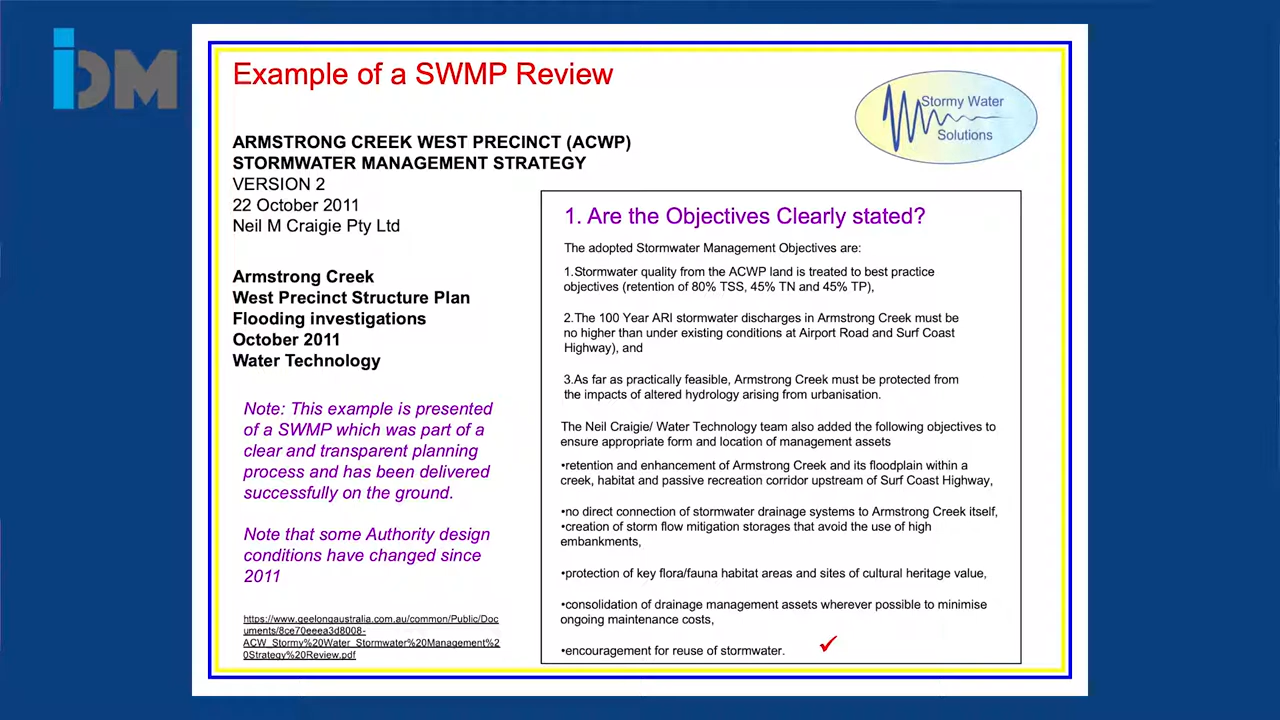 iDM
Example of a SWMP Review
Stormy Water
Solutions
ARMSTRONG CREEK WEST PRECINCT (ACWP)
STORMWATER MANAGEMENT STRATEGY
VERSION 2
22 October 2011
Neil M Craigie Pty Ltd
Armstrong Creek
West Precinct Structure Plan
Flooding investigations
October 2011
Water Technology
Note: This example is presented
of a SWMP which was part of a
clear and transparent planning
process and has been delivered
successfully on the ground.
Note that some Authority design
conditions have changed since
2011
https://www.geelongaustralia.com.au/common/Public/Doc
uments/8ce70eeea3d8008-
ACW_Stormy%20Water_Stormwater%20Management%2
0Strategy%20Review.pdf
1. Are the Objectives Clearly stated?
The adopted Stormwater Management Objectives are:
1.Stormwater quality from the ACWP land is treated to best practice
objectives (retention of 80% TSS, 45% TN and 45% TP),
2.The 100 Year ARI stormwater discharges in Armstrong Creek must be
no higher than under existing conditions at Airport Road and Surf Coast
Highway), and
3.As far as practically feasible, Armstrong Creek must be protected from
the impacts of altered hydrology arising from urbanisation.
The Neil Craigie/ Water Technology team also added the following objectives to
ensure appropriate form and location of management assets
•retention and enhancement of Armstrong Creek and its floodplain within a
creek, habitat and passive recreation corridor upstream of Surf Coast Highway,
•no direct connection of stormwater drainage systems to Armstrong Creek itself,
•creation of storm flow mitigation storages that avoid the use of high
embankments,
•protection of key flora/fauna habitat areas and sites of cultural heritage value,
•consolidation of drainage management assets wherever possible to minimise
ongoing maintenance costs,
•encouragement for reuse of stormwater. ✓